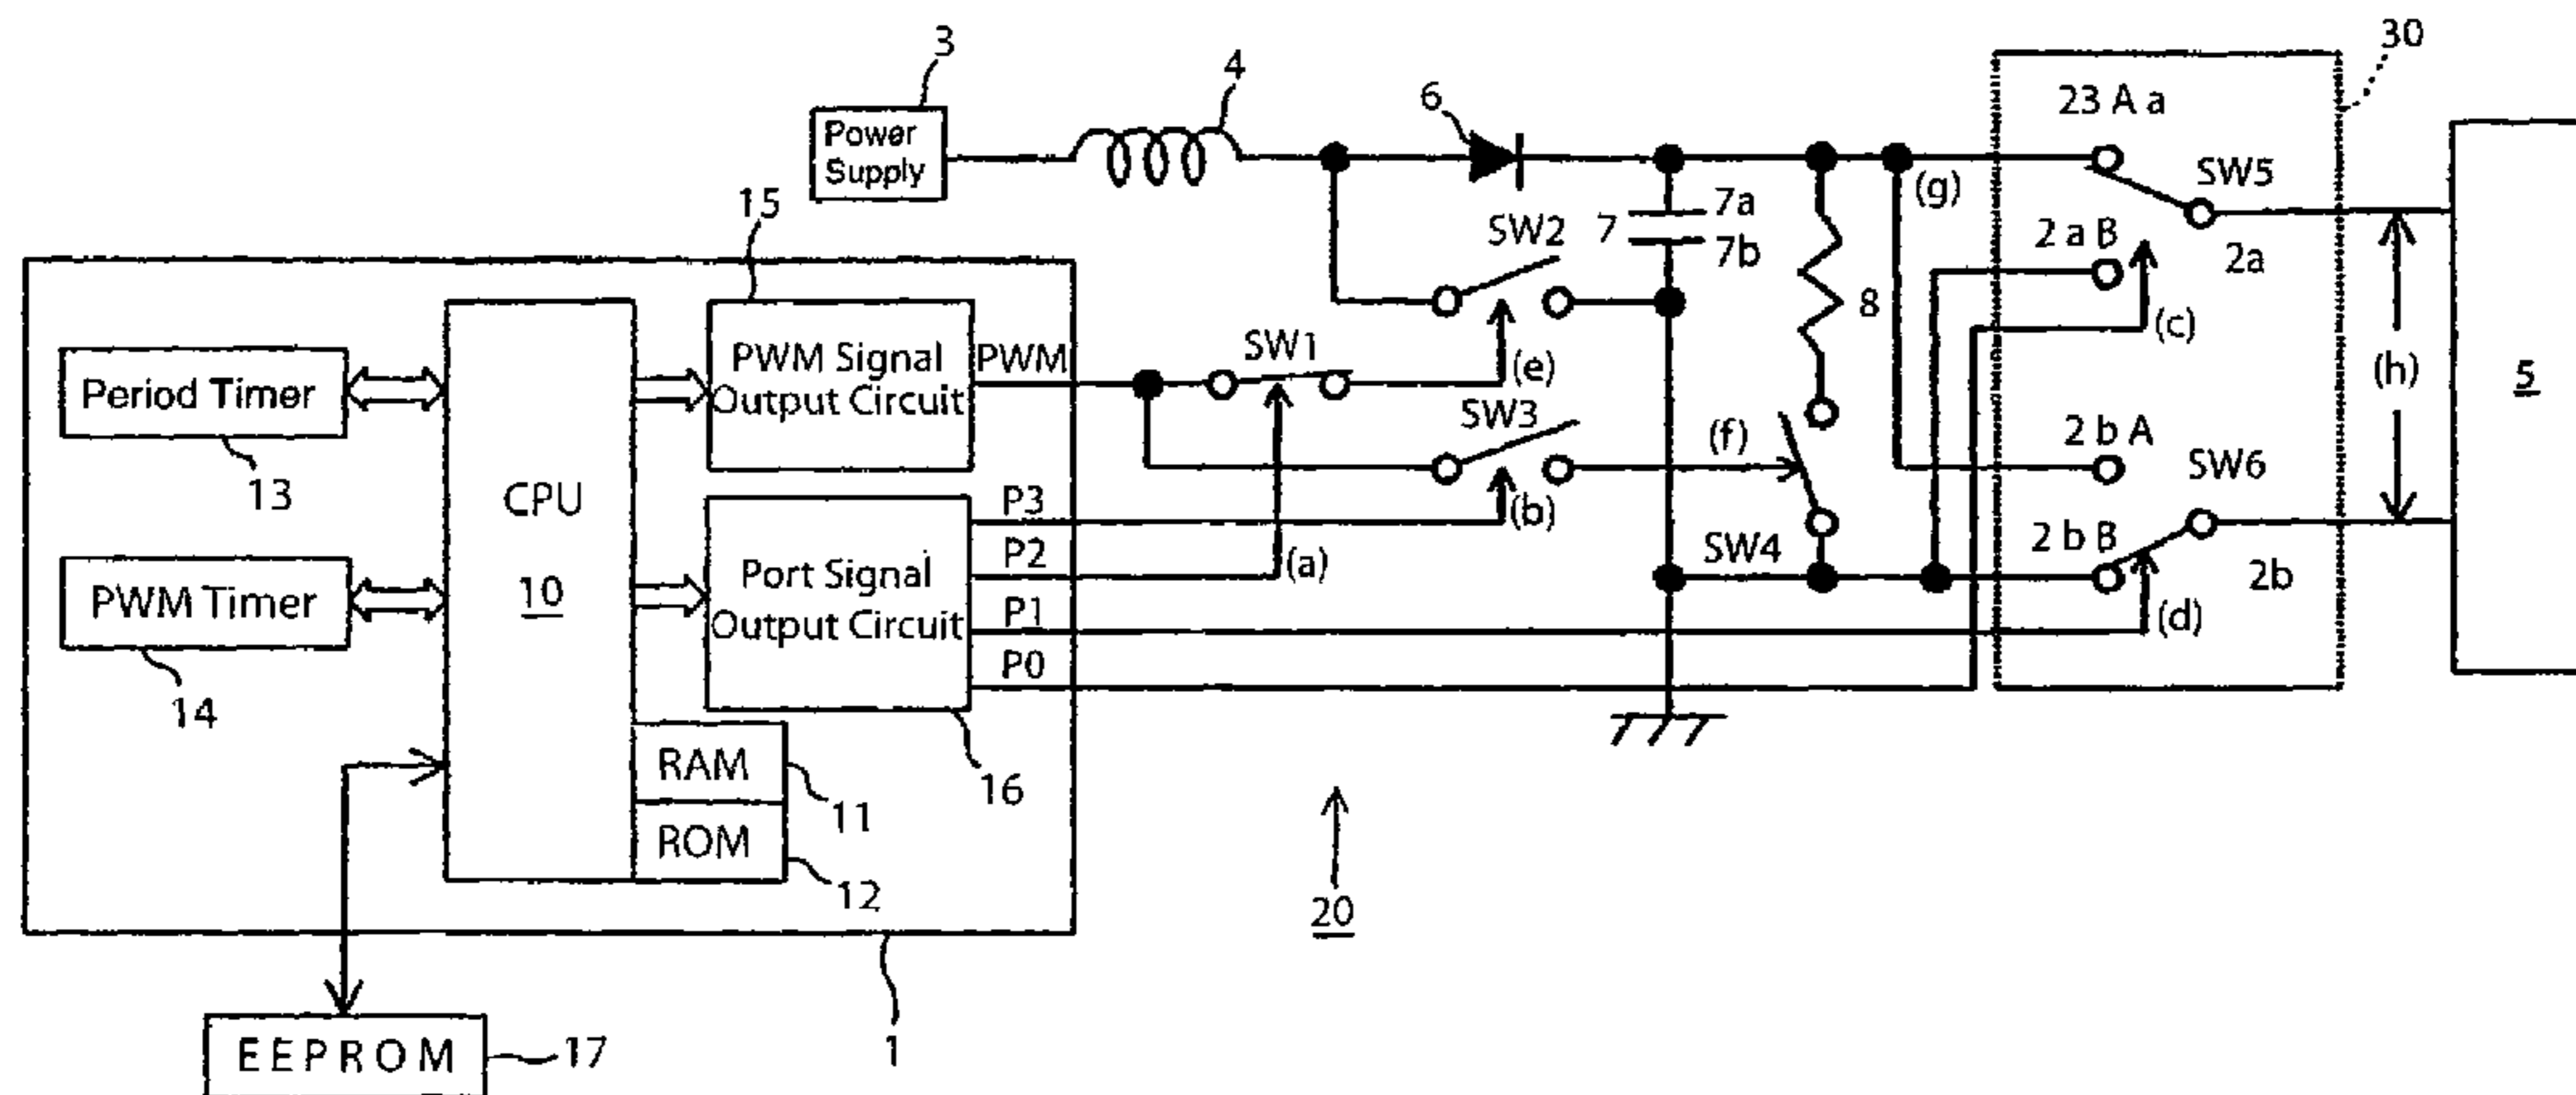 3
Power
Supply
4
6
30
23 A a
SW5
2a
2 a B
(c)
(g)
7
7a
7b
8
SW2
(e)
15
PWM Signal
Output Circuit
PWM
SW1
SW3
(f)
(b)
(a)
SW4
2 b A
SW6
2 b B
2b
(d)
(h)
5
Period Timer
13
PWM Timer
14
CPU
10
Port Signal
Output Circuit
P3
P2
P1
P0
16
RAM
11
ROM
12
20
1
EEPROM
17